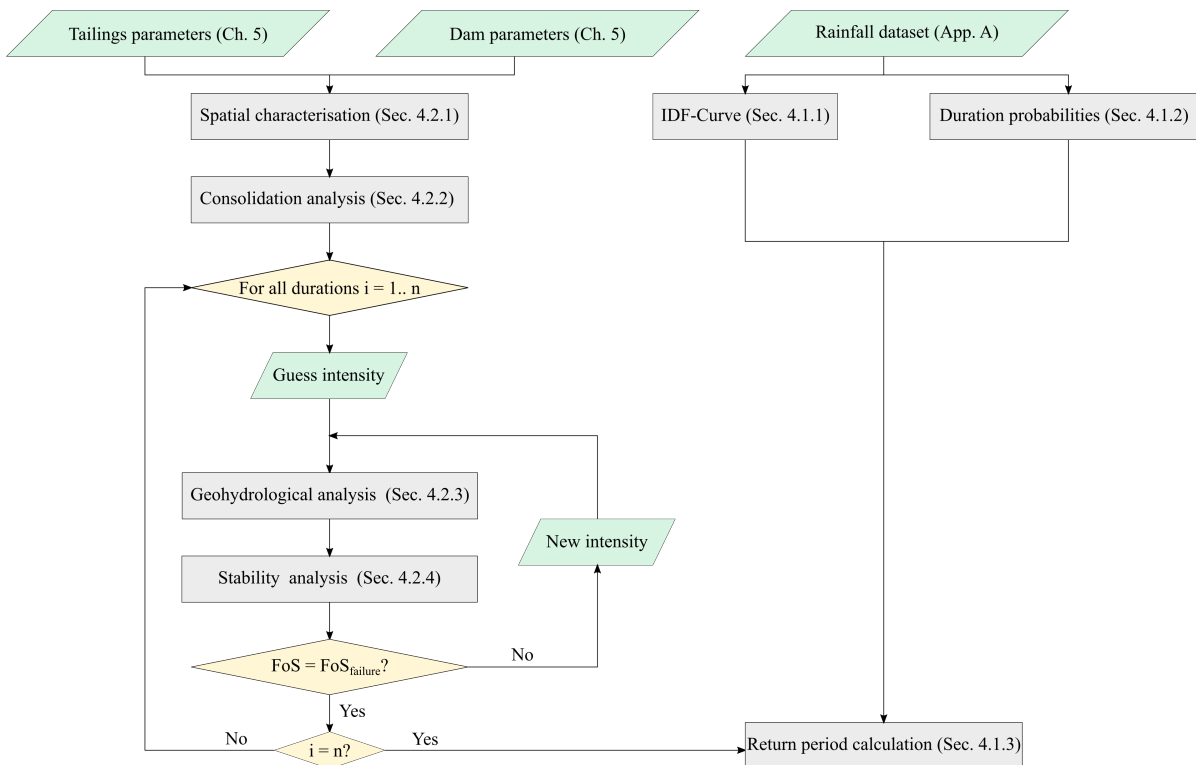 Tailings parameters (Ch. 5)
Dam parameters (Ch. 5)
Rainfall dataset (App. A)
Spatial characterisation (Sec. 4.2.1)
IDF-Curve (Sec. 4.1.1)
Duration probabilities (Sec. 4.1.2)
Consolidation analysis (Sec. 4.2.2)
For all durations i = 1.. n
Guess intensity
Geohydrological analysis (Sec. 4.2.3)
New intensity
Stability analysis (Sec. 4.2.4)
FoS = FoSfailure?
No
Yes
No
i = n?
Yes
Return period calculation (Sec. 4.1.3)